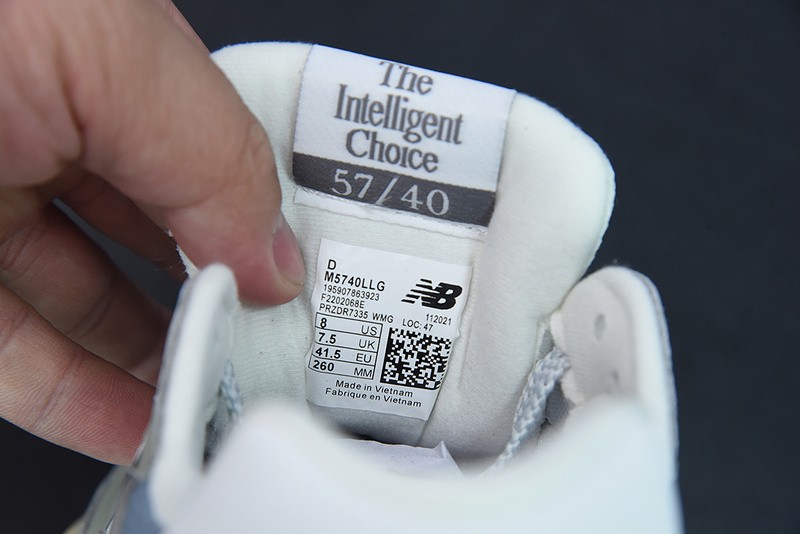 The
Intelligent
Choice
57/40
D
M5740LLG
195907863923
F2202068E 112021
PRZDR7335 WMG LOC: 47
NB
8 US
7.5 UK
41.5 EU
260 MM
Made in Vietnam
Fabrique en Vietnam